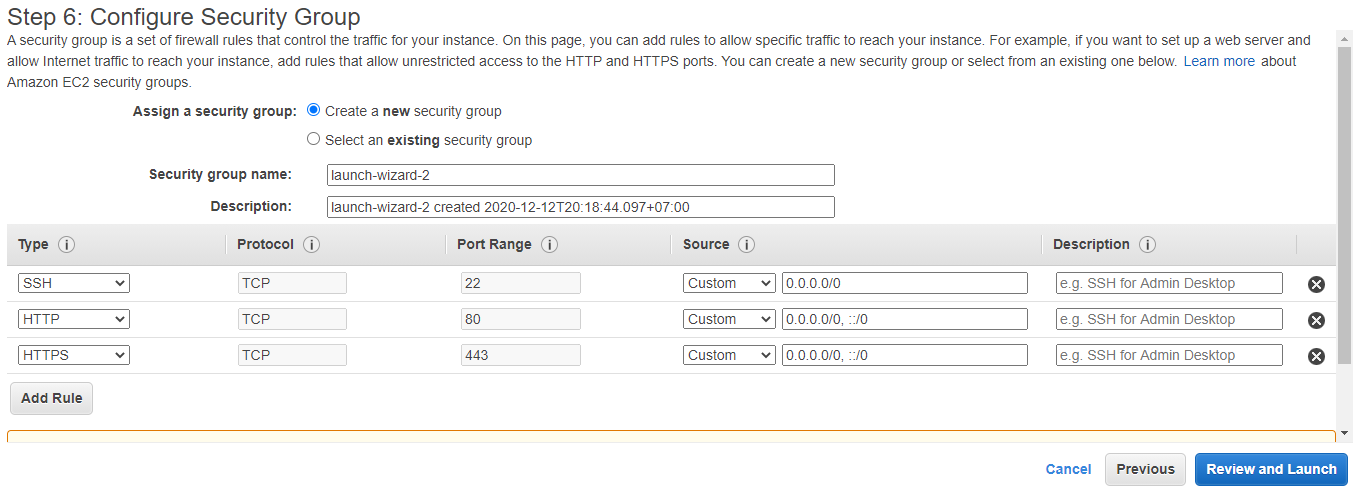 Step 6: Configure Security Group
A security group is a set of firewall rules that control the traffic for your instance. On this page, you can add rules to allow specific traffic to reach your instance. For example, if you want to set up a web server and
allow Internet traffic to reach your instance, add rules that allow unrestricted access to the HTTP and HTTPS ports. You can create a new security group or select from an existing one below. Learn more about
Amazon EC2 security groups.
Assign a security group: Create a new security group
Select an existing security group
Security group name: launch-wizard-2
Description: launch-wizard-2 created 2020-12-12T20:18:44.097+07:00
Type i Protocol i Port Range i Source i Description i
SSH TCP 22 Custom 0.0.0.0/0 e.g. SSH for Admin Desktop
HTTP TCP 80 Custom 0.0.0.0/0, ::/0 e.g. SSH for Admin Desktop
HTTPS TCP 443 Custom 0.0.0.0/0, ::/0 e.g. SSH for Admin Desktop
Add Rule
Cancel Previous Review and Launch